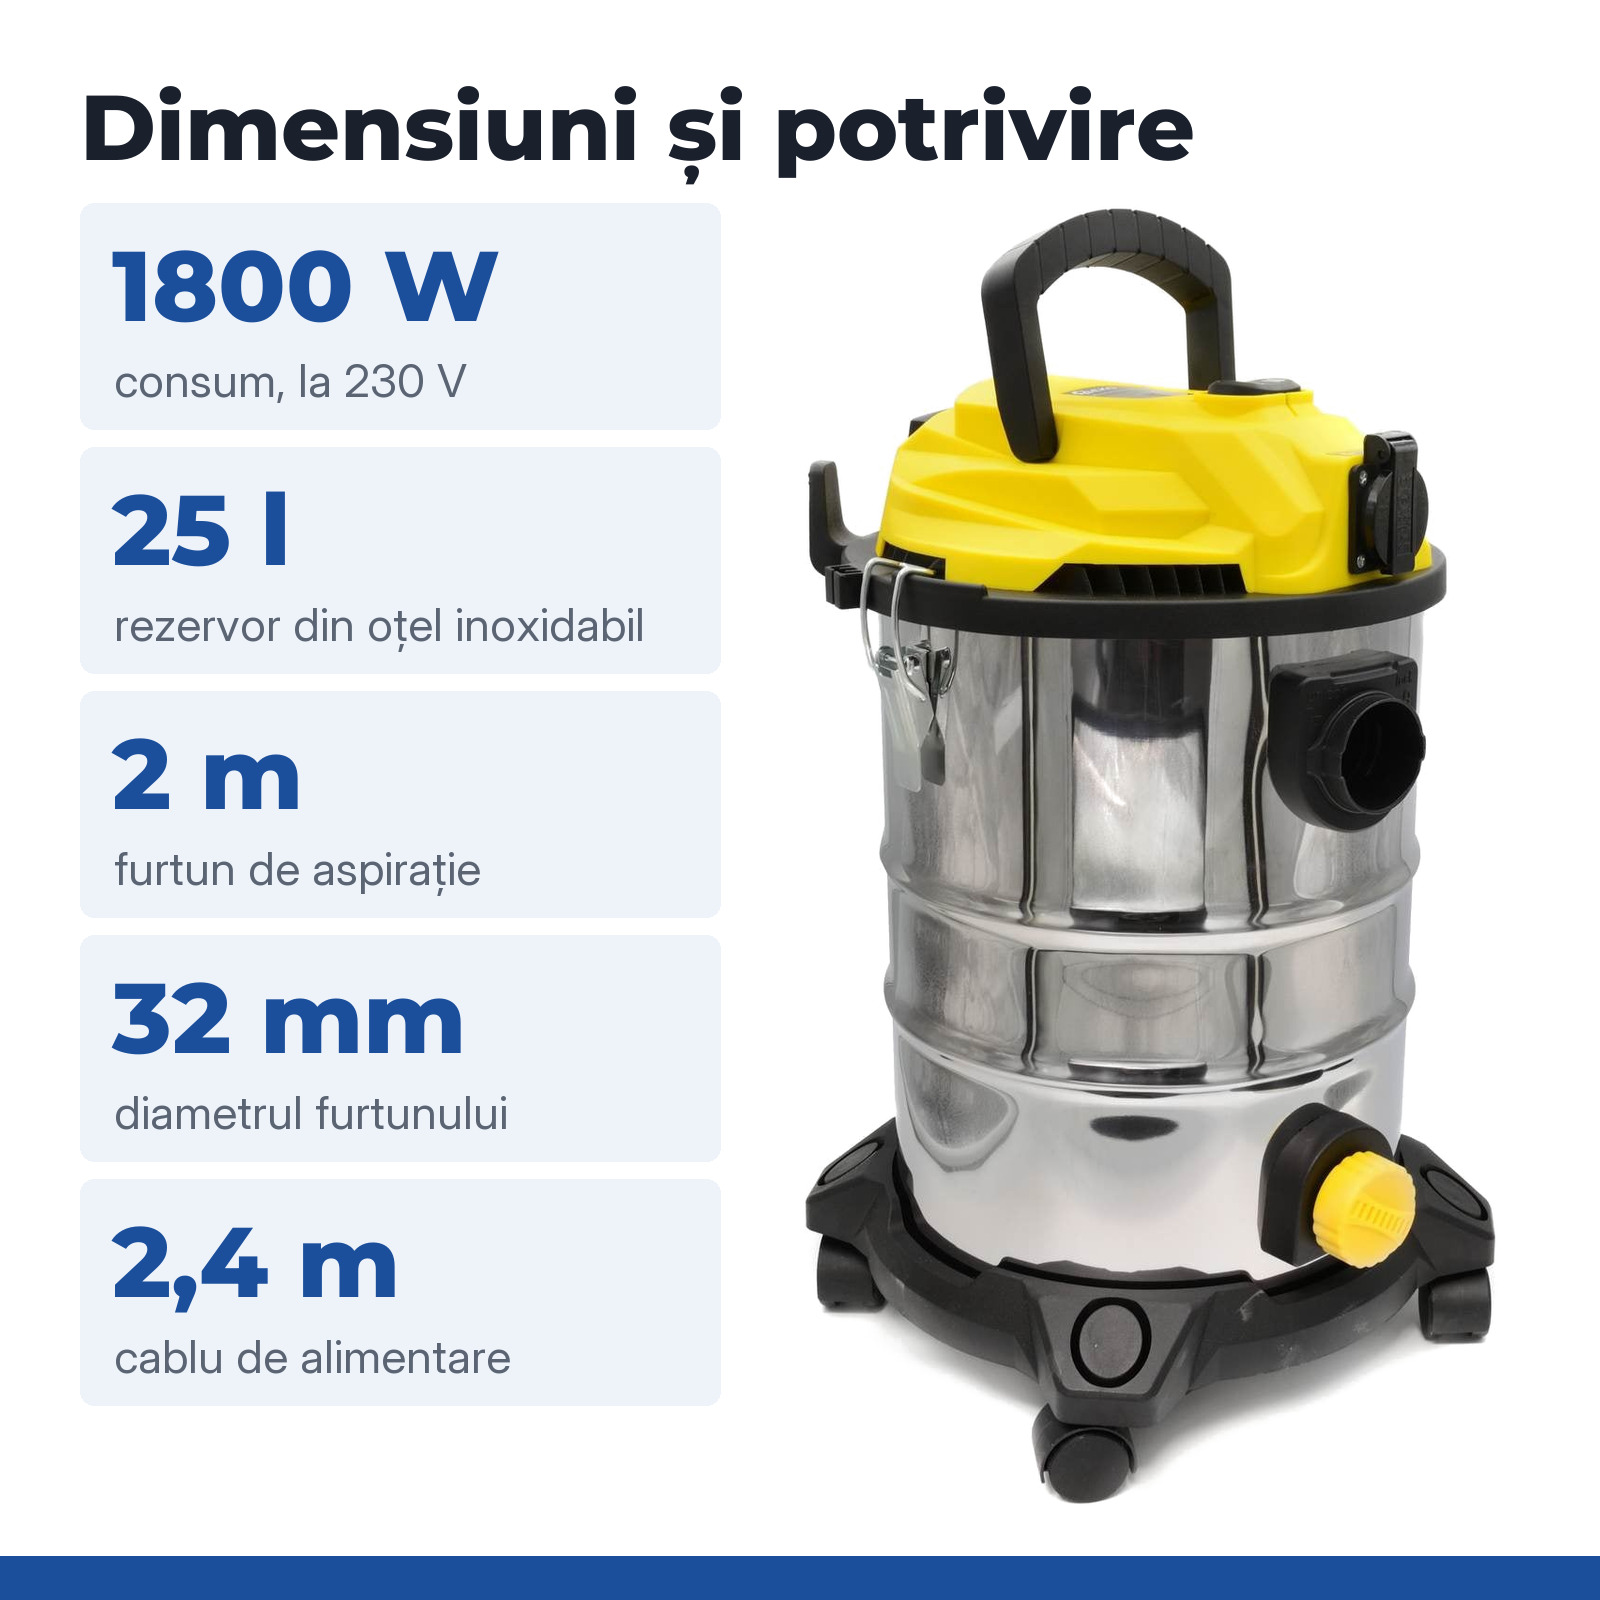 Dimensiuni și potrivire
1800 W
consum, la 230 V
25 l
rezervor din oțel inoxidabil
2 m
furtun de aspirație
32 mm
diametrul furtunului
2,4 m
cablu de alimentare